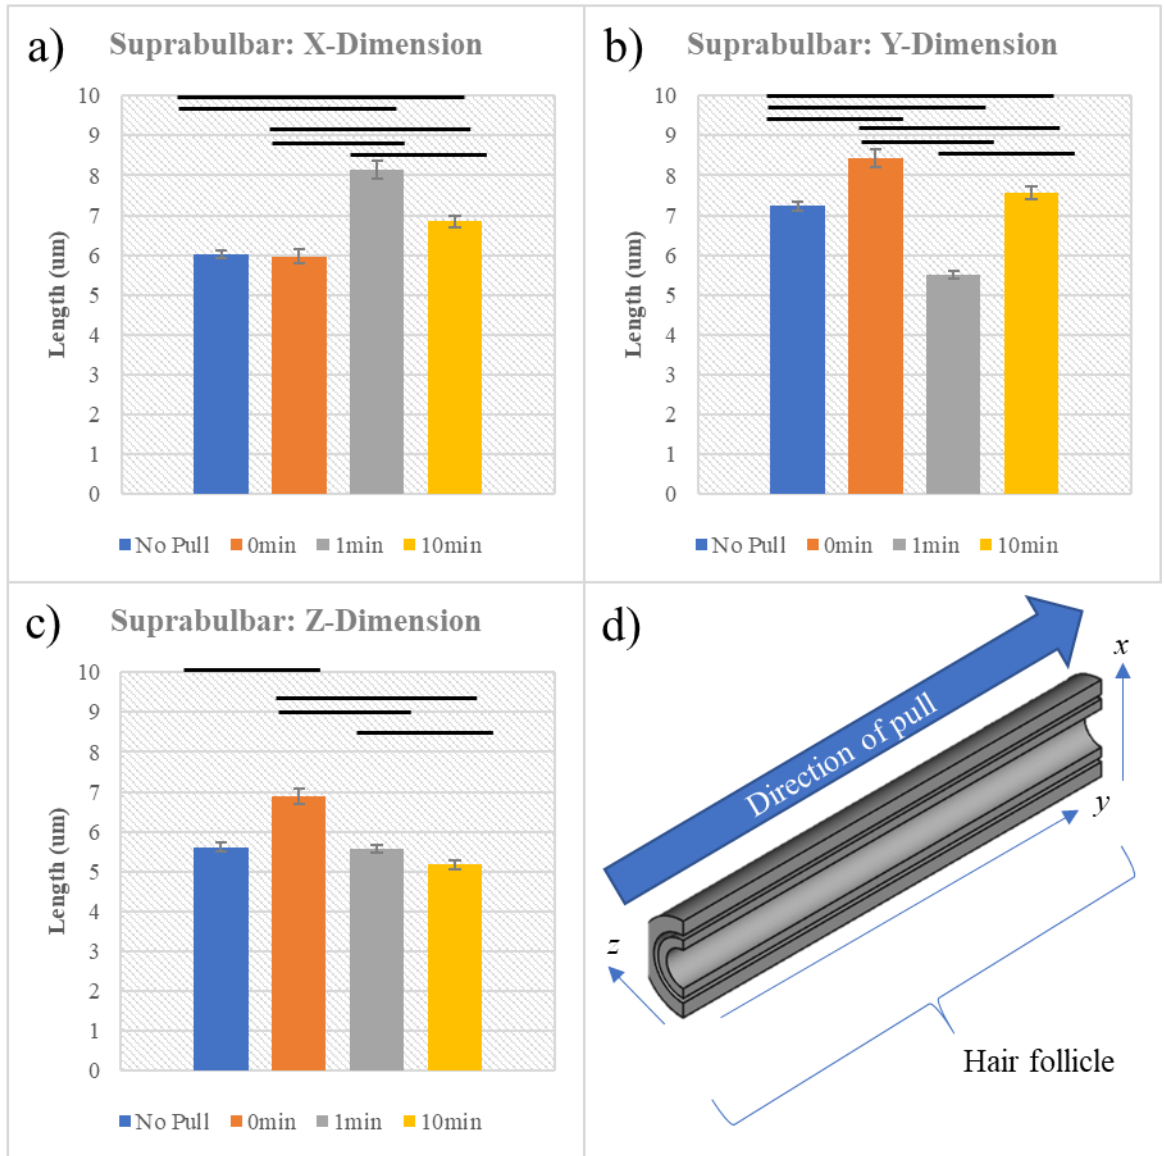 a) Suprabulbar: X-Dimension
10
9
8
7
6
5
4
3
2
1
0
Length (um)
No Pull 0min 1min 10min
b) Suprabulbar: Y-Dimension
10
9
8
7
6
5
4
3
2
1
0
Length (um)
No Pull 0min 1min 10min
c) Suprabulbar: Z-Dimension
10
9
8
7
6
5
4
3
2
1
0
Length (um)
No Pull 0min 1min 10min
d)
Direction of pull
x
y
z
Hair follicle